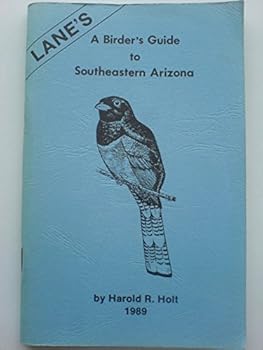 LANE'S
A Birder's Guide
to
Southeastern Arizona
by Harold R. Holt
1989